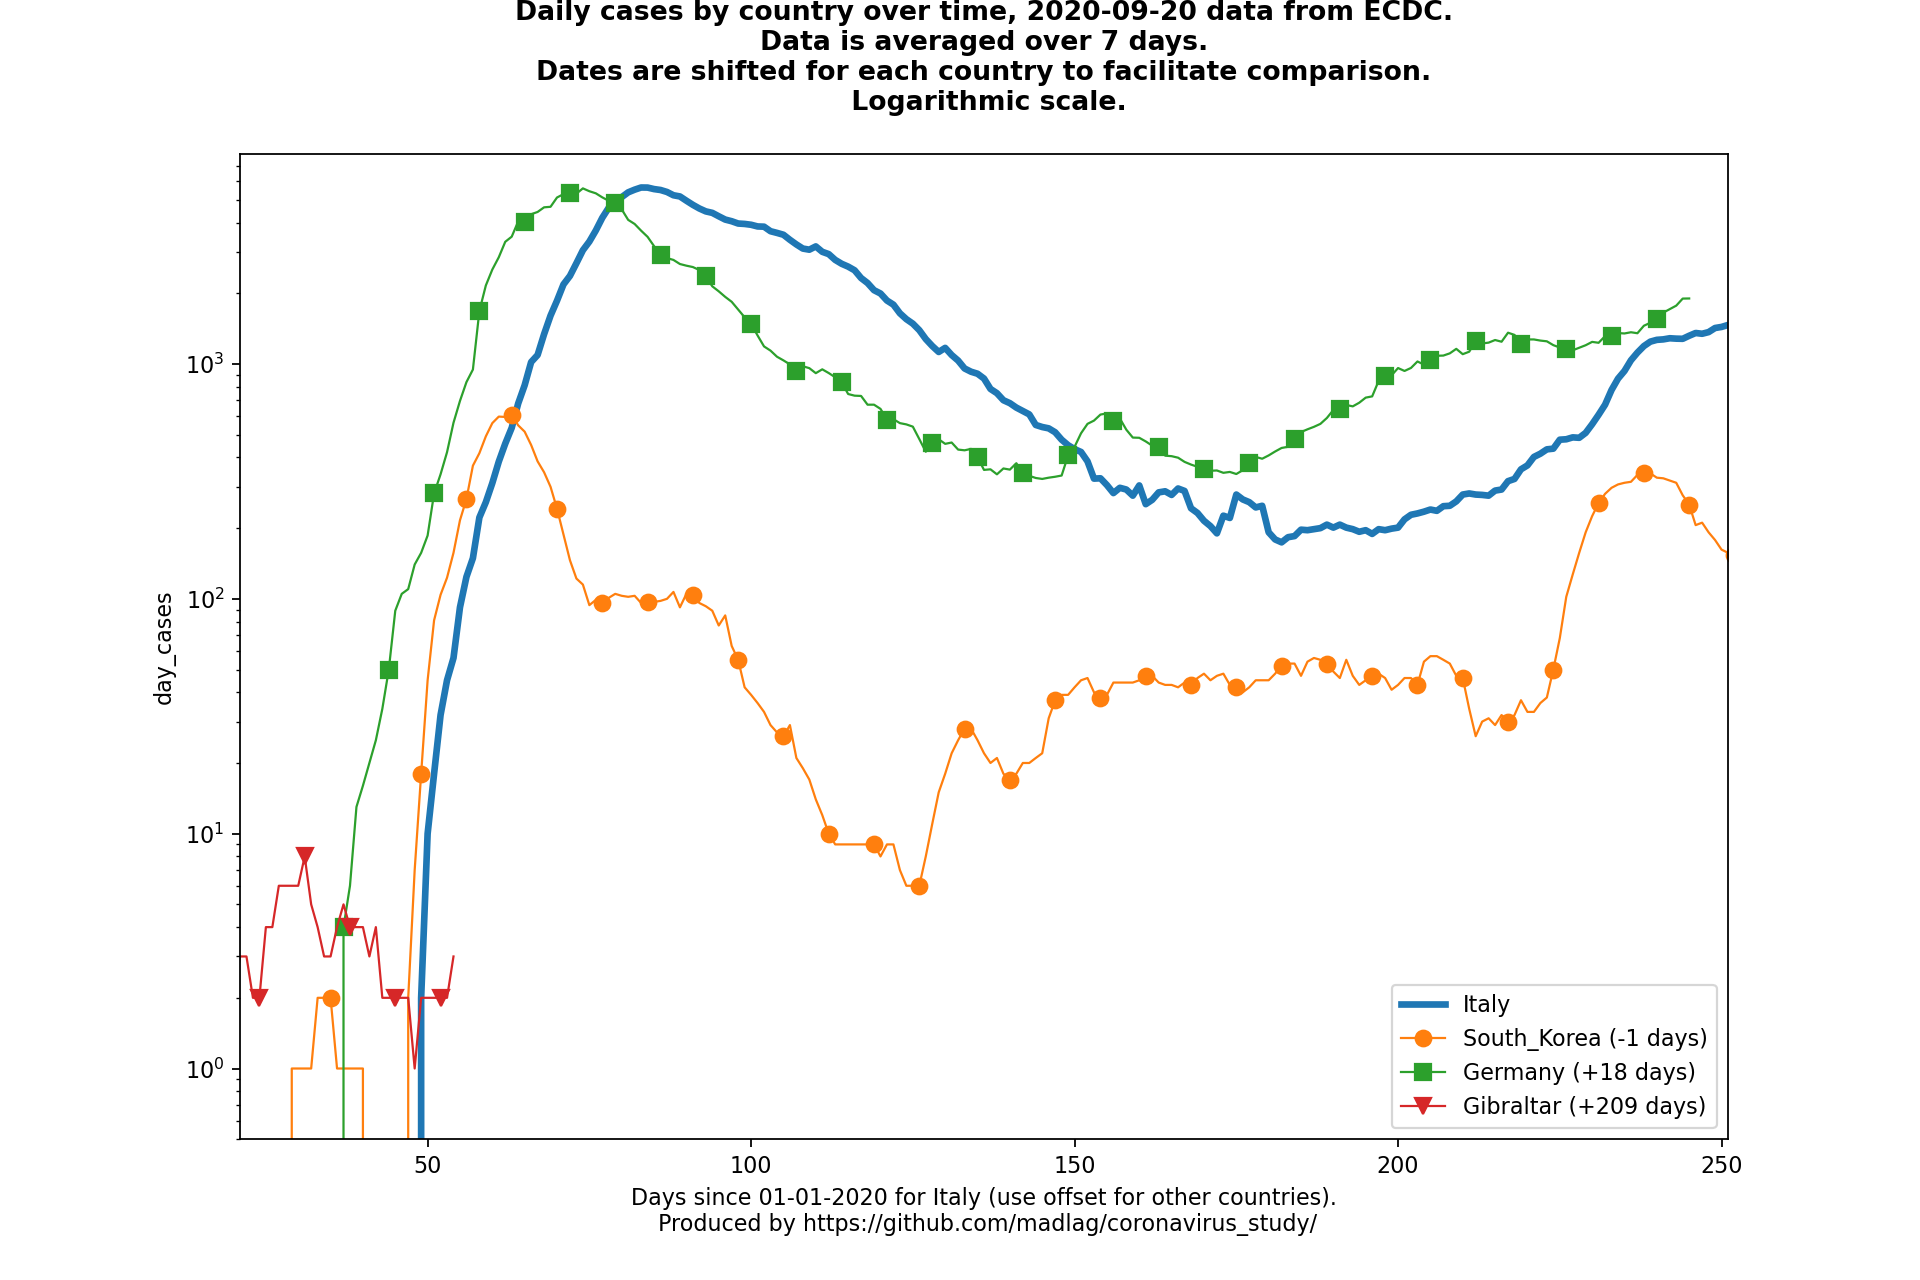 Daily cases by country over time, 2020-09-20 data from ECDC.
Data is averaged over 7 days.
Dates are shifted for each country to facilitate comparison.
Logarithmic scale.
day_cases
10³
10²
10¹
10⁰
Italy
South_Korea (-1 days)
Germany (+18 days)
Gibraltar (+209 days)
50
100
150
200
250
Days since 01-01-2020 for Italy (use offset for other countries).
Produced by https://github.com/madlag/coronavirus_study/